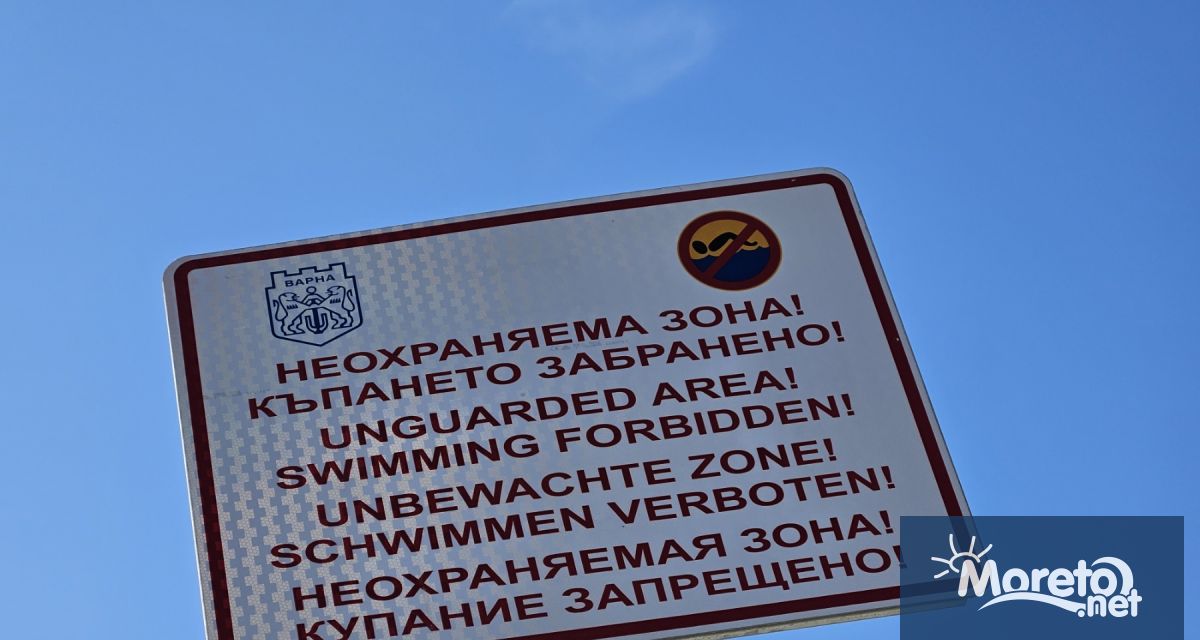 ВАРНА
НЕОХРАНЯЕМА ЗОНА!
КЪПАНЕТО ЗАБРАНЕНО!
UNGUARDED AREA!
SWIMMING FORBIDDEN!
UNBEWACHTE ZONE!
SCHWIMMEN VERBOTEN!
НЕОХРАНЯЕМАЯ ЗОНА!
КУПАНИЕ ЗАПРЕЩЕНО!
Moreto
.net